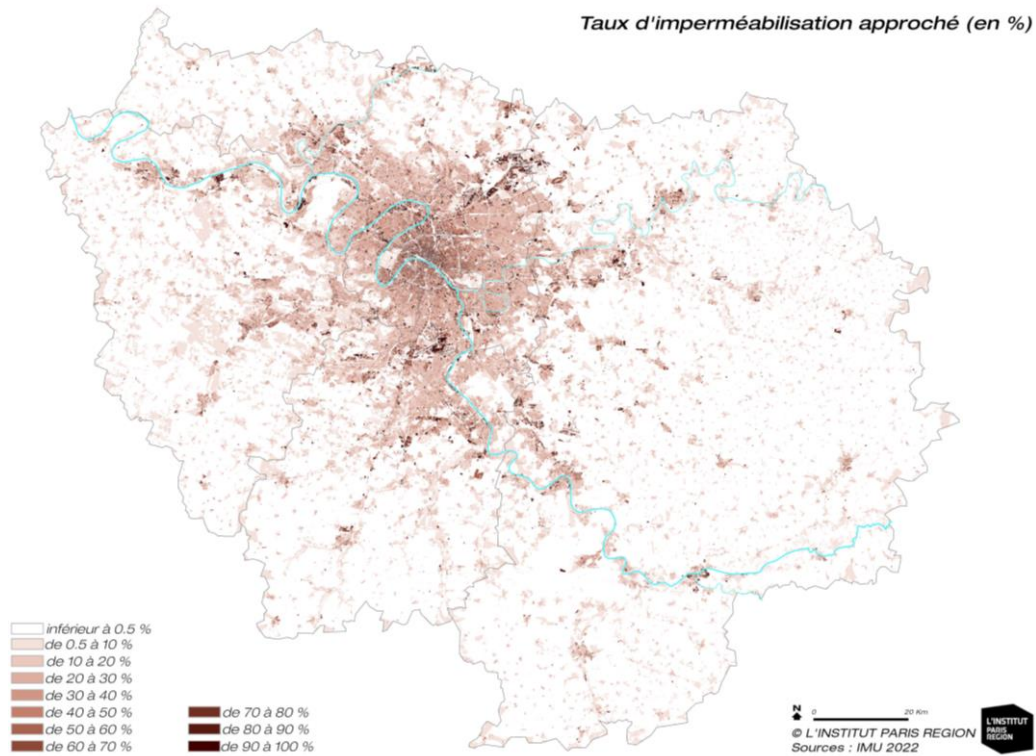 Taux d'imperméabilisation approché (en %)
inférieur à 0.5 %
de 0.5 à 10 %
de 10 à 20 %
de 20 à 30 %
de 30 à 40 %
de 40 à 50 %
de 50 à 60 %
de 60 à 70 %
de 70 à 80 %
de 80 à 90 %
de 90 à 100 %
N
0 20 Km
© L'INSTITUT PARIS REGION
Sources : IMU 2022
L'INSTITUT
PARIS
REGION